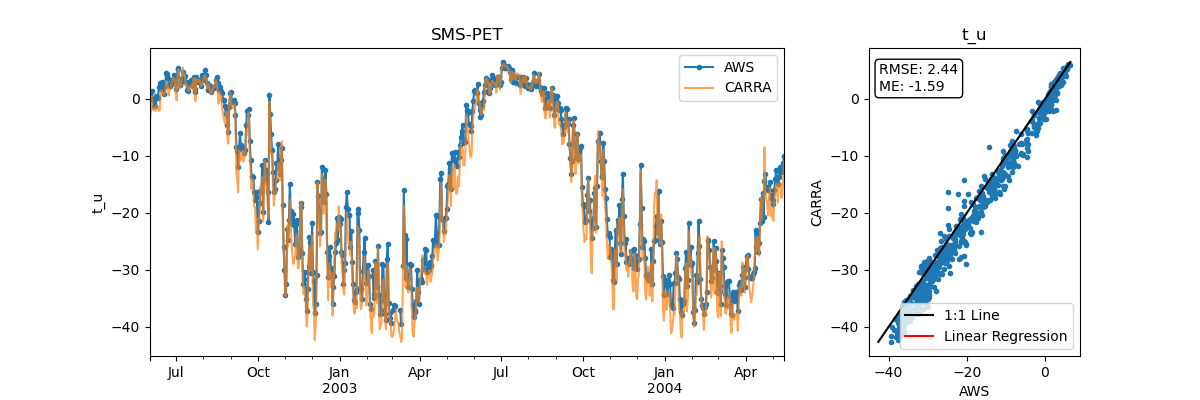 SMS-PET
t_u
0
−10
−20
−30
−40
Jul
Oct
Jan
2003
Apr
Jul
Oct
Jan
2004
Apr
AWS
CARRA
t_u
CARRA
0
−10
−20
−30
−40
−40
−20
0
AWS
RMSE: 2.44
ME: -1.59
1:1 Line
Linear Regression